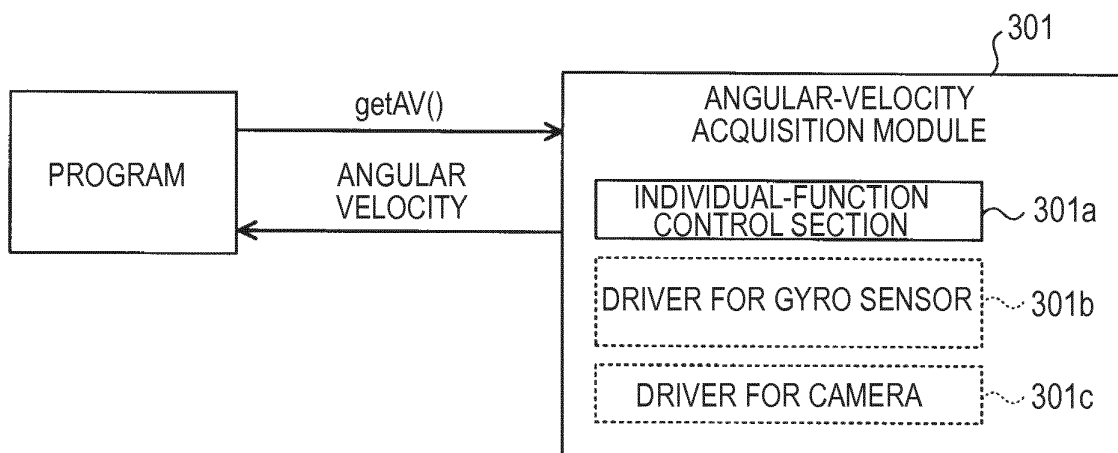 301
PROGRAM
getAV()
ANGULAR
VELOCITY
ANGULAR-VELOCITY
ACQUISITION MODULE
INDIVIDUAL-FUNCTION
CONTROL SECTION
301a
DRIVER FOR GYRO SENSOR
301b
DRIVER FOR CAMERA
301c